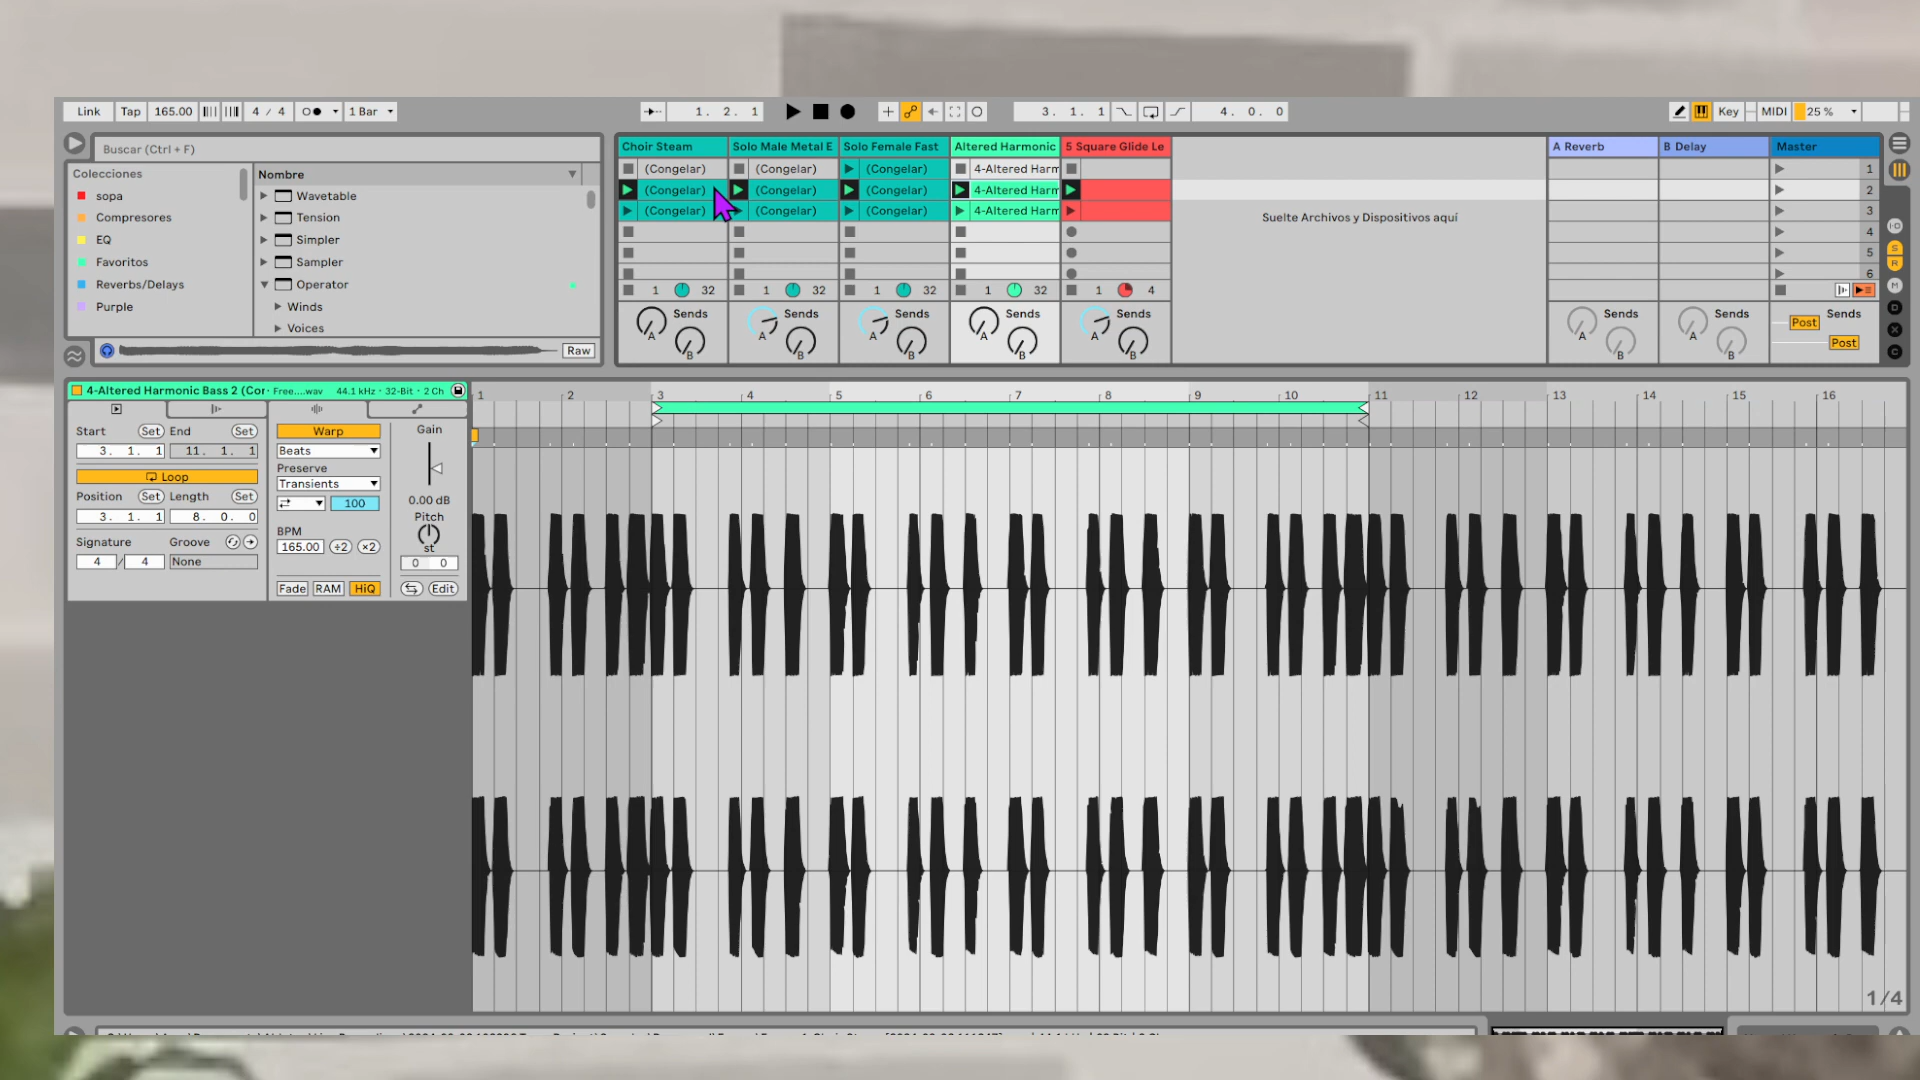 Link Tap 165.00 4 / 4 1 Bar 1. 2. 1 3. 1. 1 4. 0. 0 Key MIDI 25 %
Buscar (Ctrl + F)
Colecciones
sopa
Compresores
EQ
Favoritos
Reverbs/Delays
Purple
Nombre
Wavetable
Tension
Simpler
Sampler
Operator
Winds
Voices
Raw
Choir Steam Solo Male Metal E Solo Female Fast Altered Harmonic 5 Square Glide Le A Reverb B Delay Master
(Congelar) (Congelar) (Congelar) 4-Altered Harm 1
(Congelar) (Congelar) (Congelar) 4-Altered Harm 2
(Congelar) (Congelar) (Congelar) 4-Altered Harm 3
Suelte Archivos y Dispositivos aquí
4
5
6
1 32 1 32 1 32 1 32 1 4
Sends Sends Sends Sends Sends Sends Sends Sends
A A A A A A A Post
B B B B B B B Post
I·O
S
R
M
D
X
C
4-Altered Harmonic Bass 2 (Cor Free....wav 44.1 kHz · 32-Bit · 2 Ch
Start Set End Set
3. 1. 1 11. 1. 1
Loop
Position Set Length Set
3. 1. 1 8. 0. 0
Signature Groove
4 / 4 None
Warp
Beats
Preserve
Transients
100
BPM
165.00 ÷2 ×2
Fade RAM HiQ
Gain
0.00 dB
Pitch
st
0 0
Edit
1 2 3 4 5 6 7 8 9 10 11 12 13 14 15 16
1/4